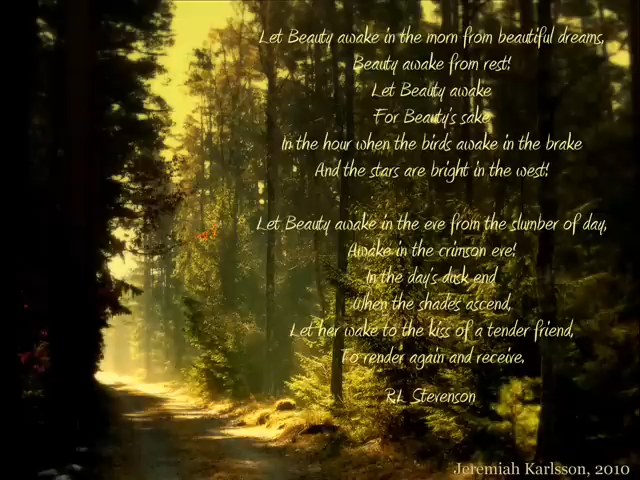 Let Beauty awake in the morn from beautiful dreams,
Beauty awake from rest!
Let Beauty awake
For Beauty's sake
In the hour when the birds awake in the brake
And the stars are bright in the west!
Let Beauty awake in the eve from the slumber of day,
Awake in the crimson eve!
In the day's dusk end
When the shades ascend,
Let her wake to the kiss of a tender friend,
To render again and receive.
R.L Stevenson
Jeremiah Karlsson, 2010